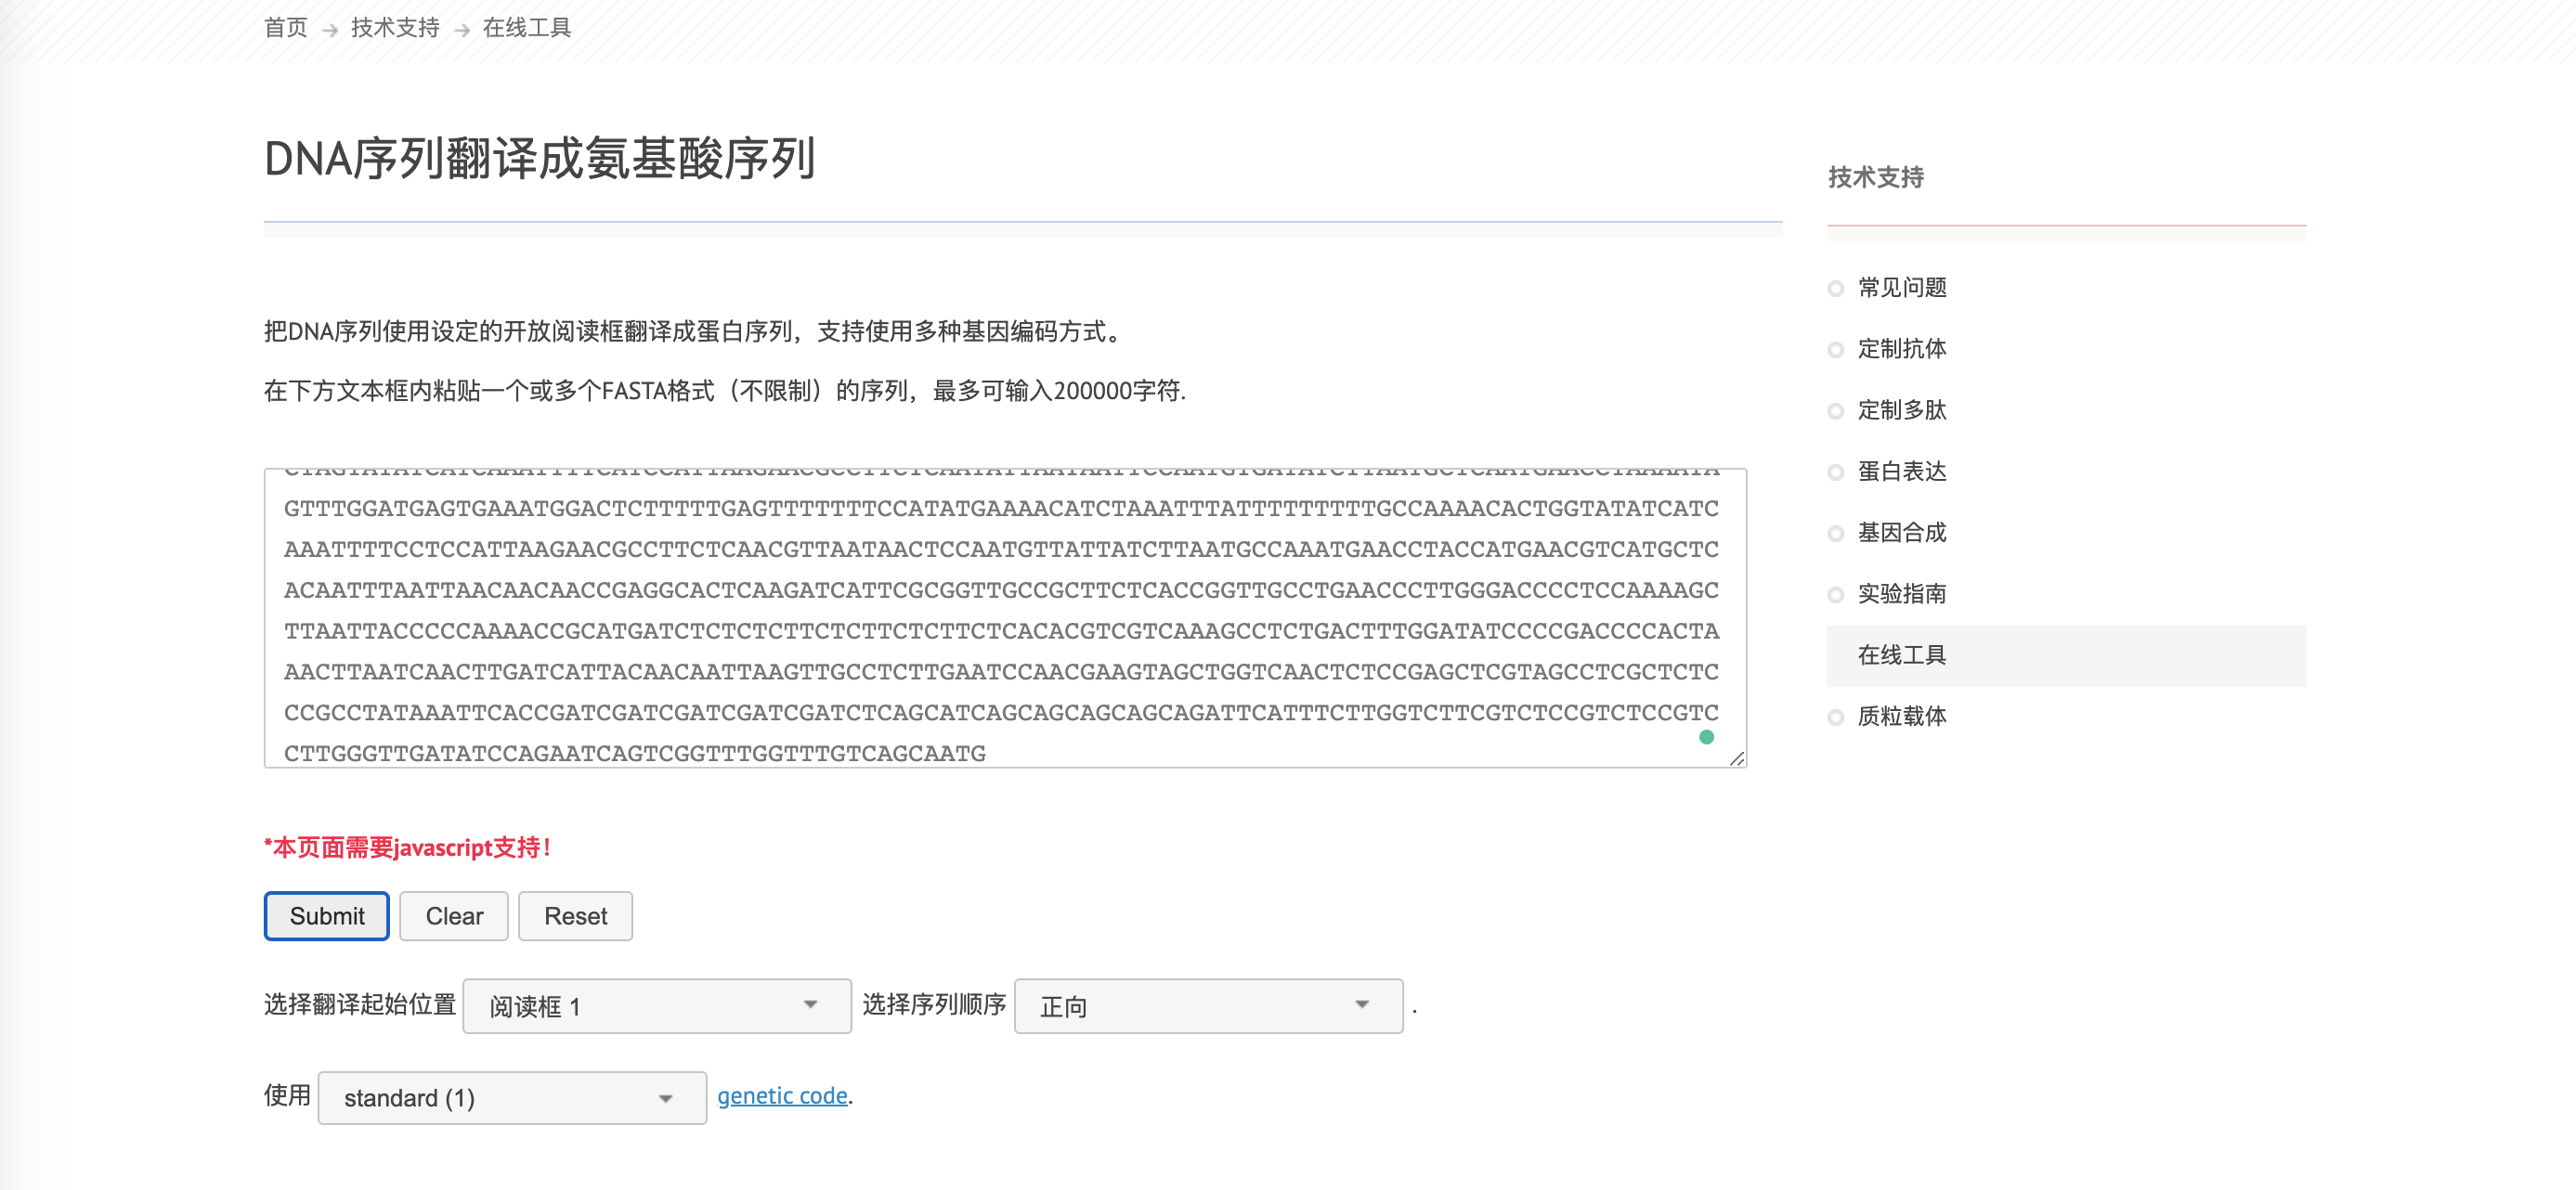 首页 → 技术支持 → 在线工具
DNA序列翻译成氨基酸序列
把DNA序列使用设定的开放阅读框翻译成蛋白序列，支持使用多种基因编码方式。
在下方文本框内粘贴一个或多个FASTA格式（不限制）的序列，最多可输入200000字符.
CTAGTATATCATCAAATTTTCATCCATTAAGAACGCCTTCTCAATATTAATAATTCCAATGTGATATCTTAATGCTCAATGAACCTAAAATA
GTTTGGATGAGTGAAATGGACTCTTTTTGAGTTTTTTTCCATATGAAAACATCTAAATTTATTTTTTTTTGCCAAAACACTGGTATATCATC
AAATTTTCCTCCATTAAGAACGCCTTCTCAACGTTAATAACTCCAATGTTATTATCTTAATGCCAAATGAACCTACCATGAACGTCATGCTC
ACAATTTAATTAACAACAACCGAGGCACTCAAGATCATTCGCGGTTGCCGCTTCTCACCGGTTGCCTGAACCCTTGGGACCCCTCCAAAAGC
TTAATTACCCCCAAAACCGCATGATCTCTCTCTTCTCTTCTCTTCTCACACGTCGTCAAAGCCTCTGACTTTGGATATCCCCGACCCCACTA
AACTTAATCAACTTGATCATTACAACAATTAAGTTGCCTCTTGAATCCAACGAAGTAGCTGGTCAACTCTCCGAGCTCGTAGCCTCGCTCTC
CCGCCTATAAATTCACCGATCGATCGATCGATCGATCTCAGCATCAGCAGCAGCAGCAGATTCATTTCTTGGTCTTCGTCTCCGTCTCCGTC
CTTGGGTTGATATCCAGAATCAGTCGGTTTGGTTTGTCAGCAATG
*本页面需要javascript支持！
Submit Clear Reset
选择翻译起始位置 阅读框 1 选择序列顺序 正向 .
使用 standard (1) genetic code.
技术支持
常见问题
定制抗体
定制多肽
蛋白表达
基因合成
实验指南
在线工具
质粒载体